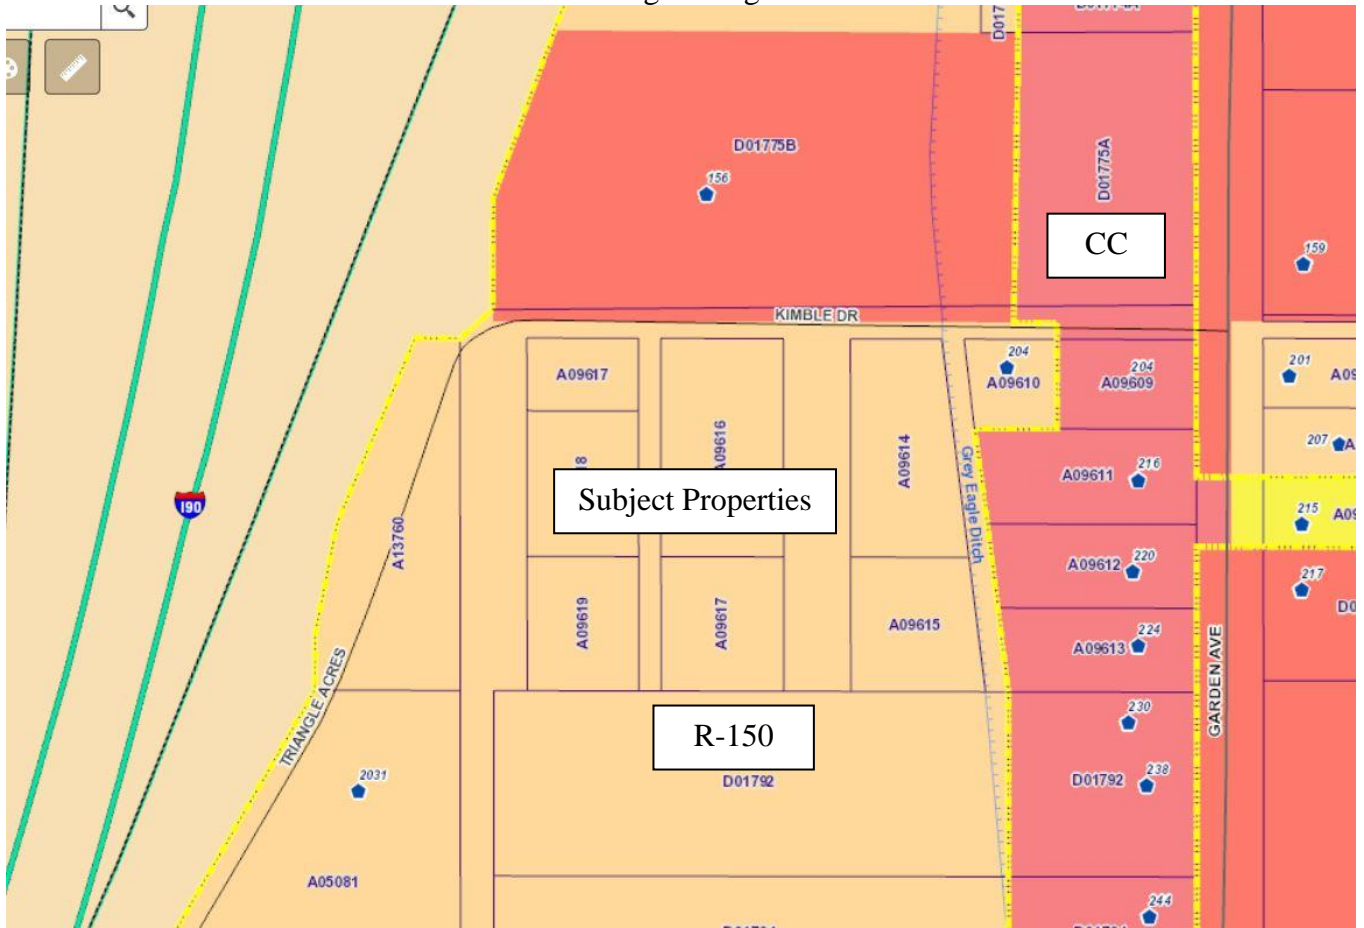 D01775B
156
D01775A
CC
159
KIMBLE DR
204
A09610
204
A09609
201
A09617
A09616
A09614
207
216
A09611
Subject Properties
Grey Eagle Ditch
190
A13760
215
220
A09612
217
A09619
A09617
A09615
224
A09613
GARDEN AVE
TRIANGLE ACRES
R-150
230
D01792
2031
D01792
238
A05081
244